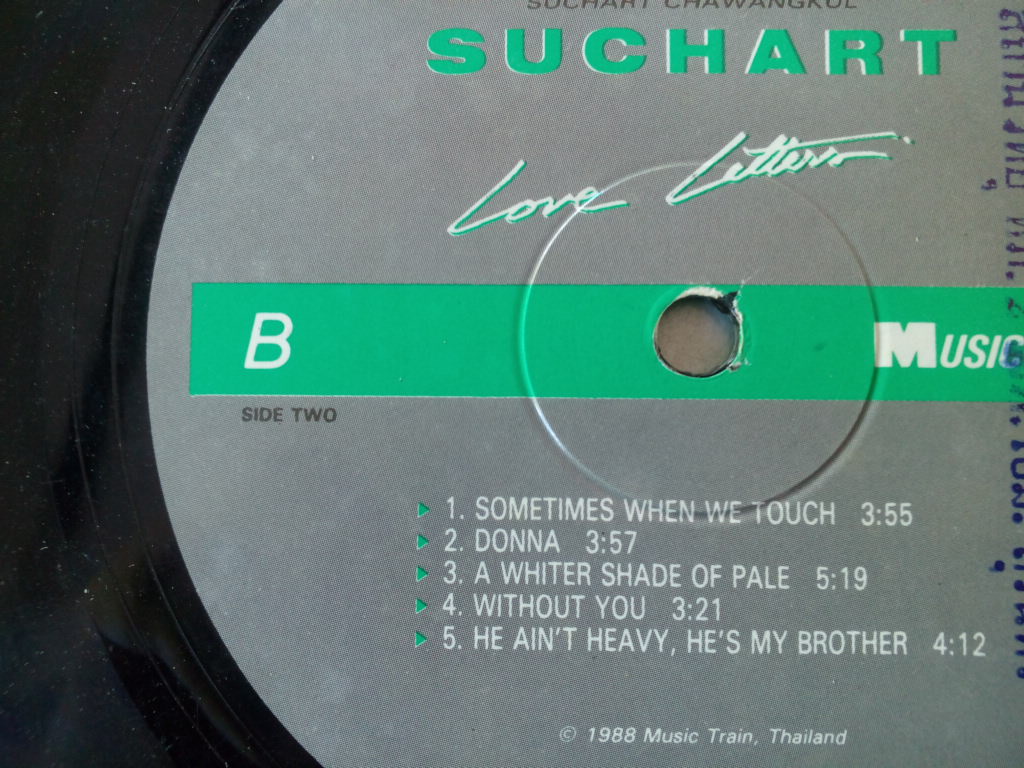 SUCHART CHAWANGKUL
SUCHART
Love Letters
B
MUSIC
SIDE TWO
1. SOMETIMES WHEN WE TOUCH 3:55
2. DONNA 3:57
3. A WHITER SHADE OF PALE 5:19
4. WITHOUT YOU 3:21
5. HE AIN'T HEAVY, HE'S MY BROTHER 4:12
© 1988 Music Train, Thailand